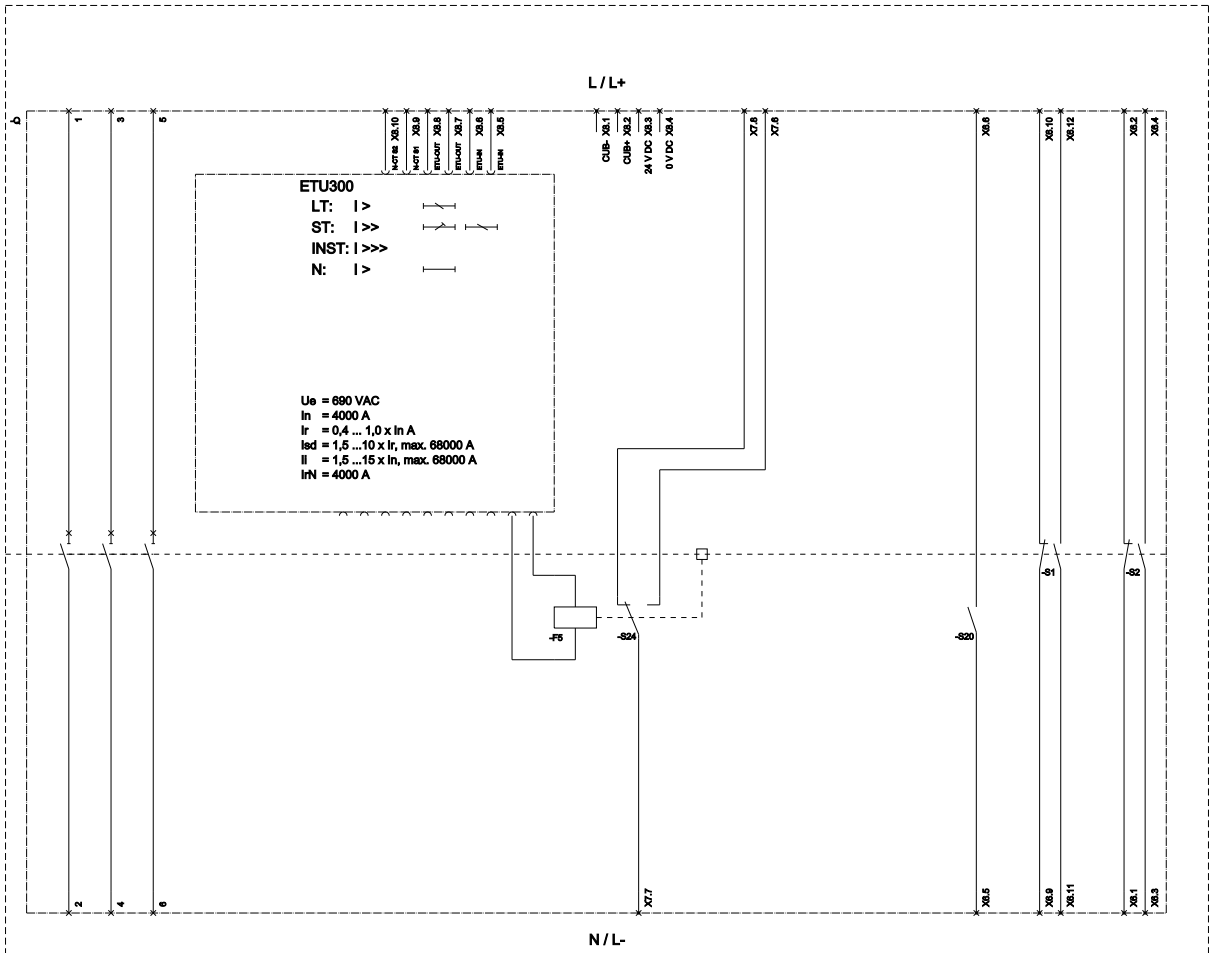 L / L+
-Q
1
3
5
N-CT S2 X8.10
N-CT S1 X8.9
ETU-OUT X8.8
ETU-OUT X8.7
ETU-IN X8.6
ETU-IN X8.5
CUB- X8.1
CUB+ X8.2
24 V DC X8.3
0 V DC X8.4
X7.8
X7.6
X6.6
X6.10
X6.12
X6.2
X6.4
ETU300
LT: I >
ST: I >>
INST: I >>>
N: I >
Ue = 690 VAC
In = 4000 A
Ir = 0,4 ... 1,0 x In A
Isd = 1,5 ...10 x Ir, max. 68000 A
Ii = 1,5 ...15 x In, max. 68000 A
IrN = 4000 A
-S1
-S2
-F5
-S24
-S20
2
4
6
X7.7
X6.5
X6.9
X6.11
X6.1
X6.3
N / L-